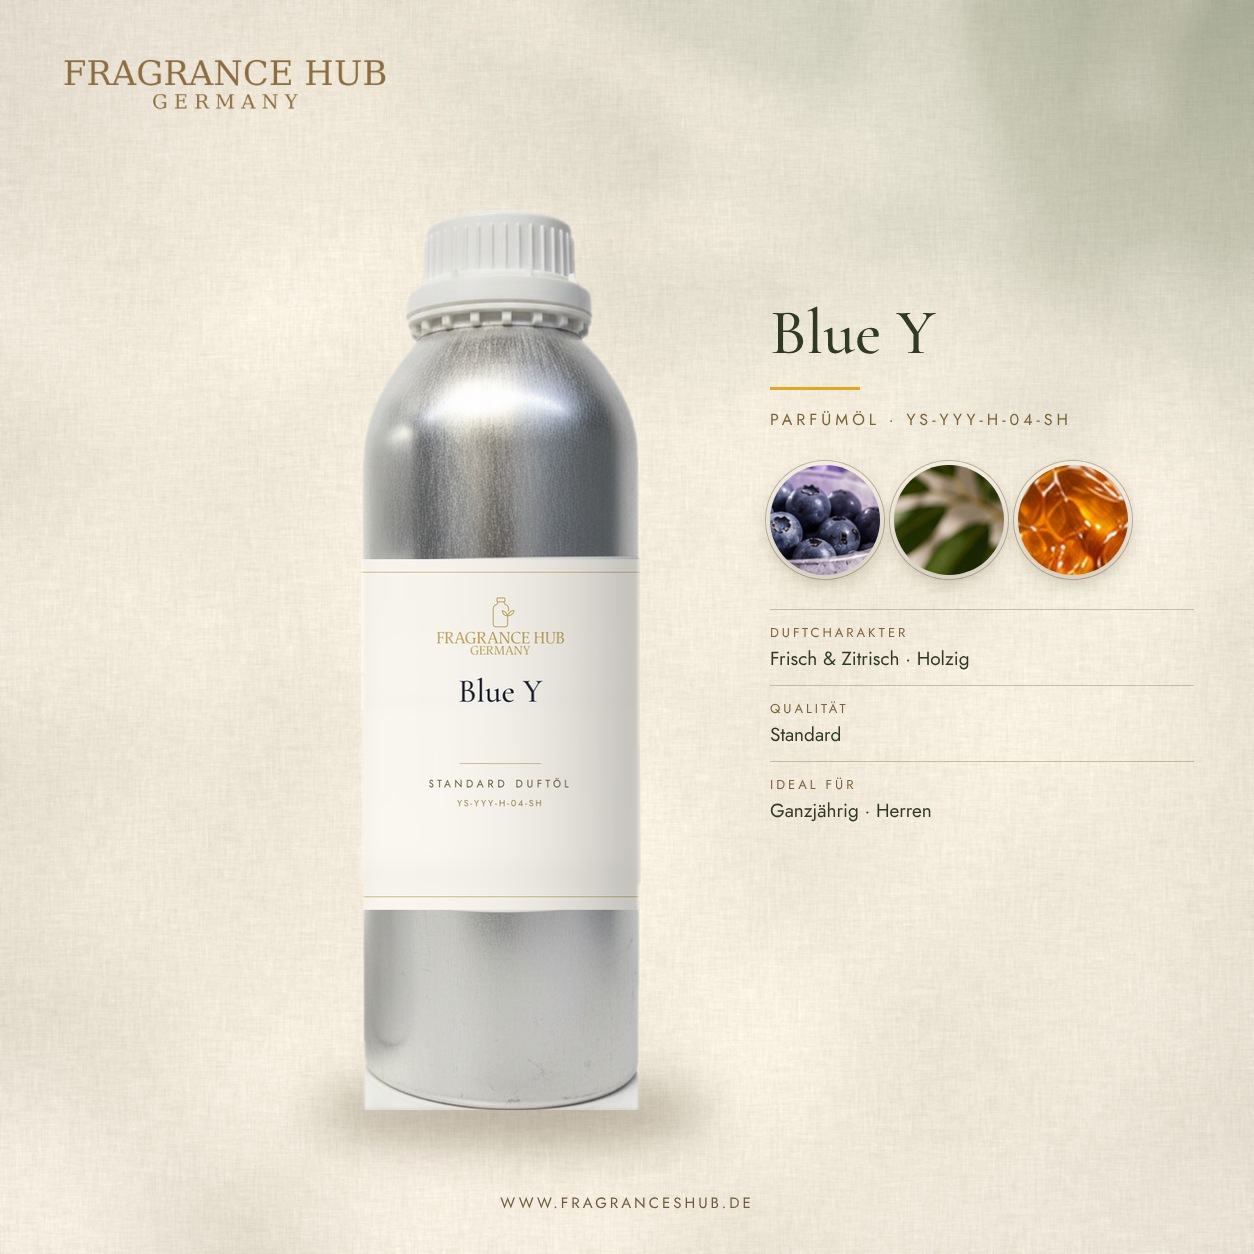 FRAGRANCE HUB
GERMANY
Blue Y
PARFÜMÖL · YS-YYY-H-04-SH
DUFTCHARAKTER
Frisch & Zitrisch · Holzig
QUALITÄT
Standard
IDEAL FÜR
Ganzjährig · Herren
FRAGRANCE HUB
GERMANY
Blue Y
STANDARD DUFTÖL
YS-YYY-H-04-SH
WWW.FRAGRANCESHUB.DE